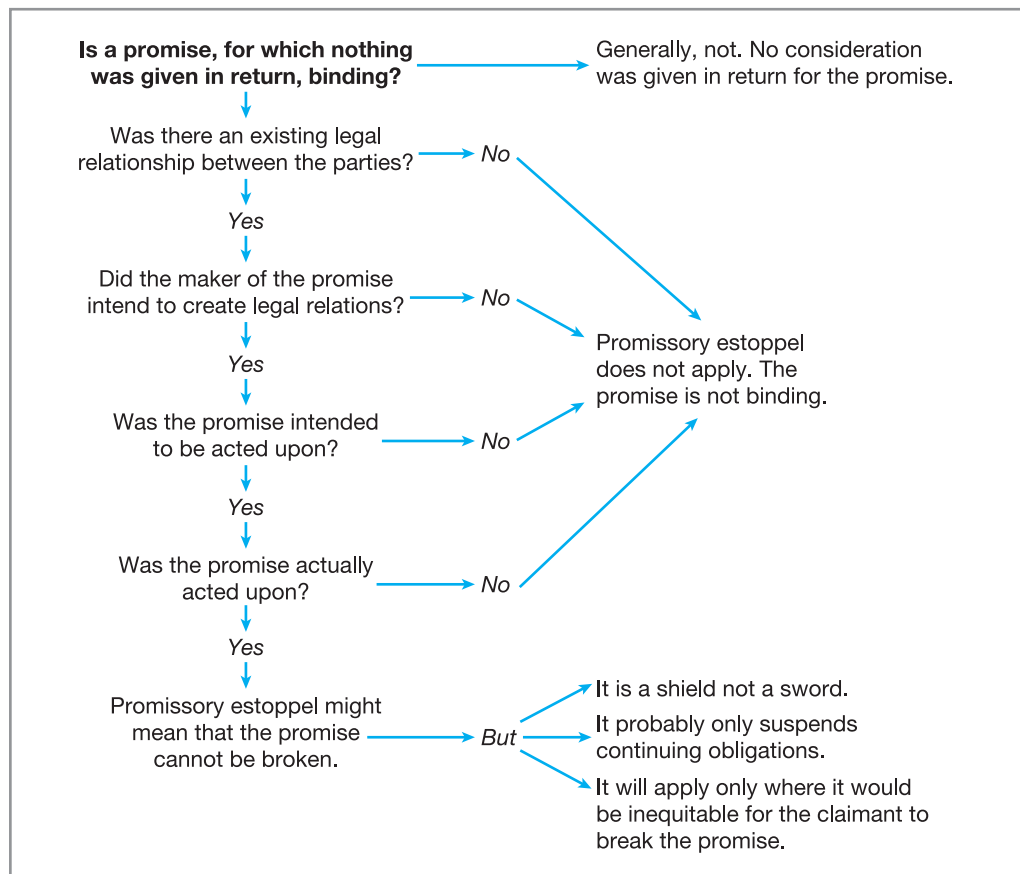 Is a promise, for which nothing
was given in return, binding?
Generally, not. No consideration
was given in return for the promise.
Was there an existing legal
relationship between the parties?
No
Yes
Did the maker of the promise
intend to create legal relations?
No
Promissory estoppel
does not apply. The
promise is not binding.
Yes
Was the promise intended
to be acted upon?
No
Yes
Was the promise actually
acted upon?
No
Yes
Promissory estoppel might
mean that the promise
cannot be broken.
But
It is a shield not a sword.
It probably only suspends
continuing obligations.
It will apply only where it would
be inequitable for the claimant to
break the promise.